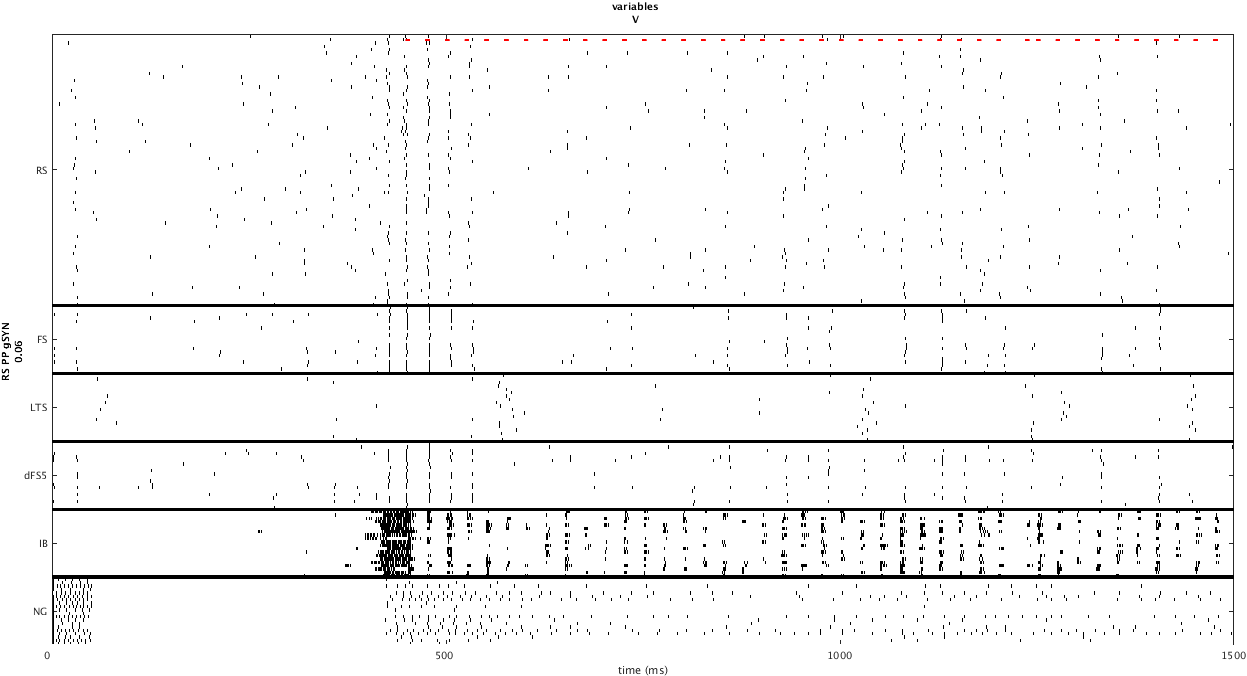 variables
V
RS
FS
LTS
dFS5
IB
NG
RS PP gSYN
0.06
0
500
1000
1500
time (ms)